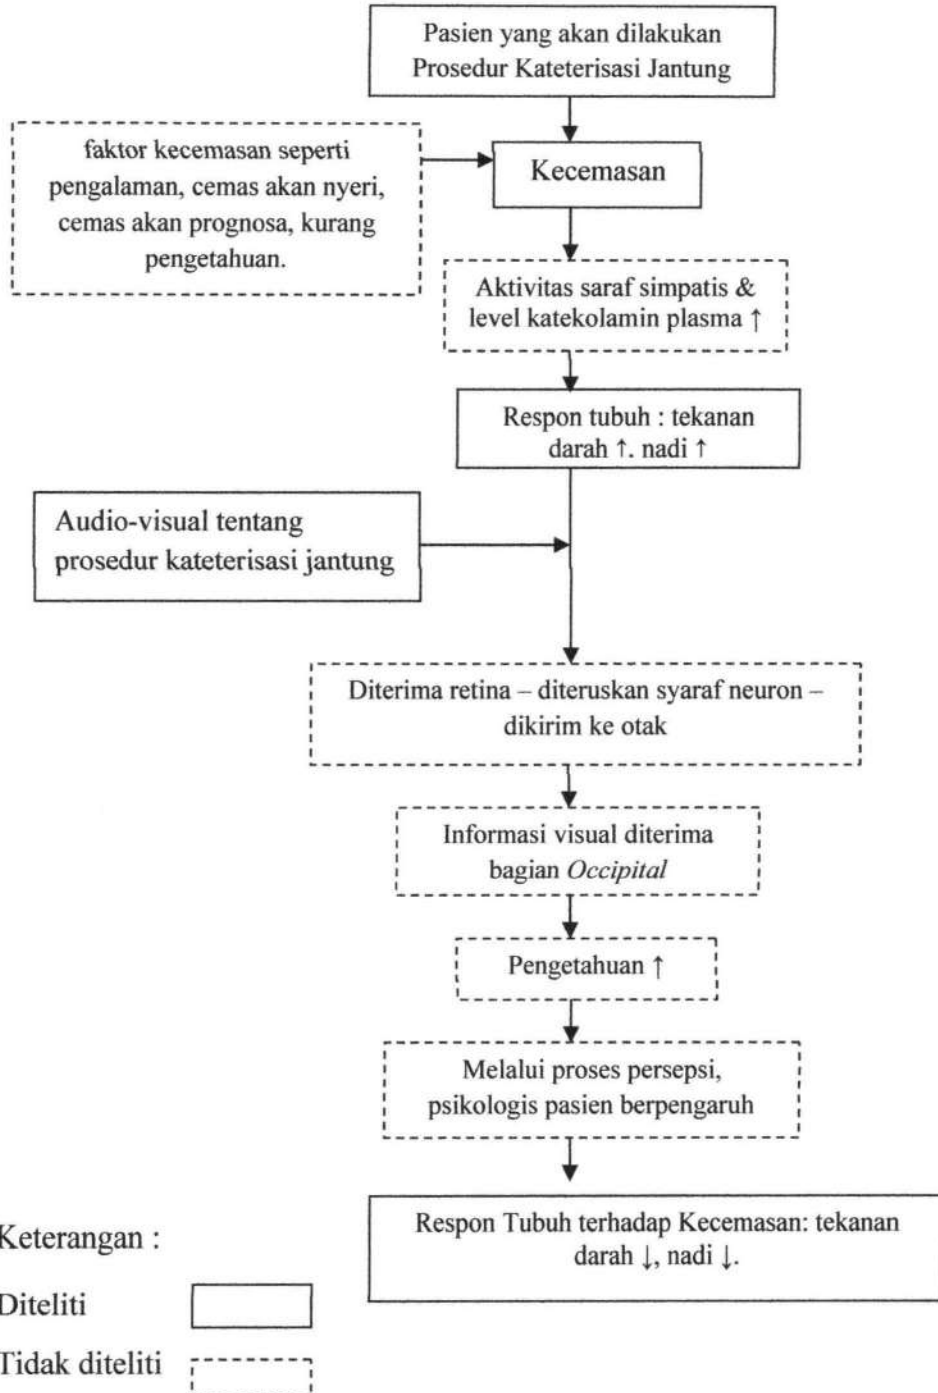 Pasien yang akan dilakukan
Prosedur Kateterisasi Jantung
faktor kecemasan seperti
pengalaman, cemas akan nyeri,
cemas akan prognosa, kurang
pengetahuan.
Kecemasan
Aktivitas saraf simpatis &
level katekolamin plasma ↑
Respon tubuh : tekanan
darah ↑. nadi ↑
Audio-visual tentang
prosedur kateterisasi jantung
Diterima retina – diteruskan syaraf neuron –
dikirim ke otak
Informasi visual diterima
bagian Occipital
Pengetahuan ↑
Melalui proses persepsi,
psikologis pasien berpengaruh
Respon Tubuh terhadap Kecemasan: tekanan
darah ↓, nadi ↓.
Keterangan :
Diteliti
Tidak diteliti